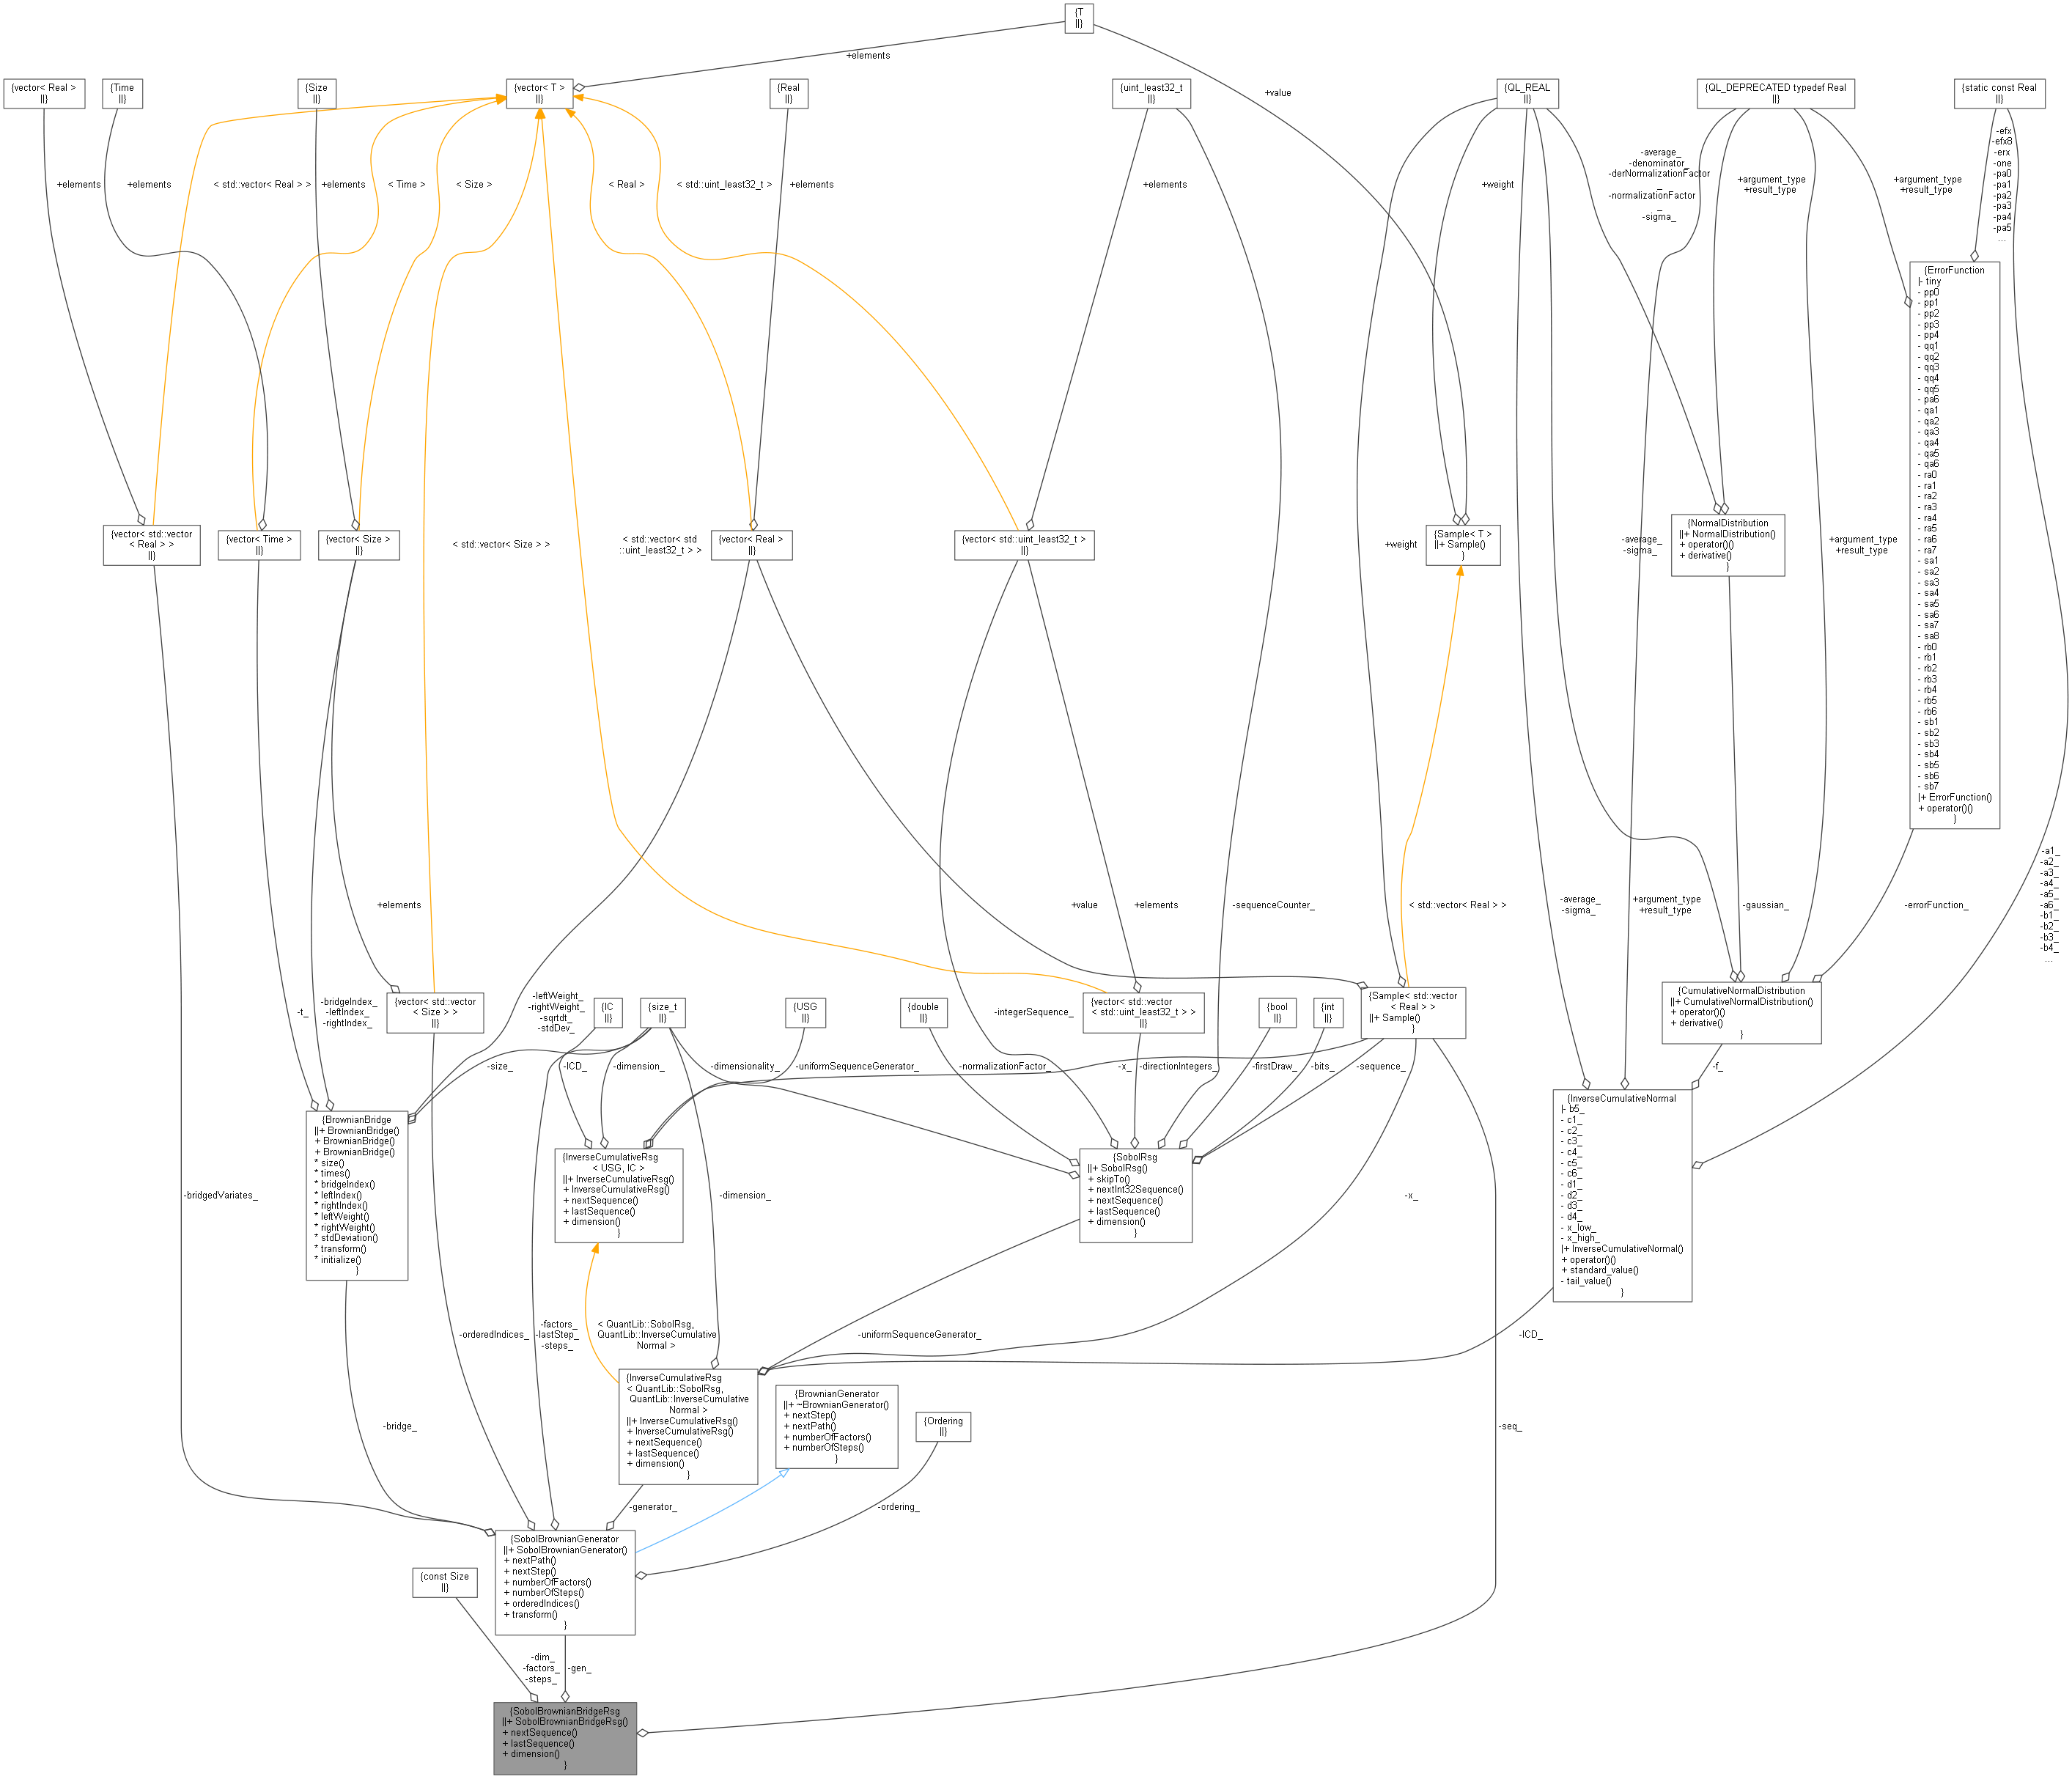 {T
||}
+elements
{vector< Real >
||}
{Time
||}
{Size
||}
{vector< T >
||}
{Real
||}
{uint_least32_t
||}
+value
{QL_REAL
||}
{QL_DEPRECATED typedef Real
||}
{static const Real
||}
-efx
-efx8
-erx
-one
-pa0
-pa1
-pa2
-pa3
-pa4
-pa5
...
+elements
+elements
< std::vector< Real > >
+elements
< Time >
< Size >
< Real >
< std::uint_least32_t >
+elements
+elements
+weight
-average_
-denominator_
-derNormalizationFactor
_
-normalizationFactor
_
-sigma_
+argument_type
+result_type
+argument_type
+result_type
{ErrorFunction
|- tiny
- pp0
- pp1
- pp2
- pp3
- pp4
- qq1
- qq2
- qq3
- qq4
- qq5
- pa6
- qa1
- qa2
- qa3
- qa4
- qa5
- qa6
- ra0
- ra1
- ra2
- ra3
- ra4
- ra5
- ra6
- ra7
- sa1
- sa2
- sa3
- sa4
- sa5
- sa6
- sa7
- sa8
- rb0
- rb1
- rb2
- rb3
- rb4
- rb5
- rb6
- sb1
- sb2
- sb3
- sb4
- sb5
- sb6
- sb7
|+ ErrorFunction()
+ operator()()
}
{vector< std::vector
< Real > >
||}
{vector< Time >
||}
{vector< Size >
||}
< std::vector< Size > >
< std::vector< std
::uint_least32_t > >
{vector< Real >
||}
{vector< std::uint_least32_t >
||}
+weight
{Sample< T >
||+ Sample()
}
-average_
-sigma_
{NormalDistribution
||+ NormalDistribution()
+ operator()()
+ derivative()
}
+argument_type
+result_type
+elements
+value
+elements
-sequenceCounter_
< std::vector< Real > >
-average_
-sigma_
+argument_type
+result_type
-gaussian_
-errorFunction_
-a1_
-a2_
-a3_
-a4_
-a5_
-a6_
-b1_
-b2_
-b3_
-b4_
...
-t_
-bridgeIndex_
-leftIndex_
-rightIndex_
{vector< std::vector
< Size > >
||}
-leftWeight_
-rightWeight_
-sqrtdt_
-stdDev_
{IC
||}
{size_t
||}
{USG
||}
{double
||}
-integerSequence_
{vector< std::vector
< std::uint_least32_t > >
||}
{bool
||}
{int
||}
{Sample< std::vector
< Real > >
||+ Sample()
}
{CumulativeNormalDistribution
||+ CumulativeNormalDistribution()
+ operator()()
+ derivative()
}
-size_
-ICD_
-dimension_
-dimensionality_
-uniformSequenceGenerator_
-normalizationFactor_
-x_
-directionIntegers_
-firstDraw_
-bits_
-sequence_
-f_
{BrownianBridge
||+ BrownianBridge()
+ BrownianBridge()
+ BrownianBridge()
* size()
* times()
* bridgeIndex()
* leftIndex()
* rightIndex()
* leftWeight()
* rightWeight()
* stdDeviation()
* transform()
* initialize()
}
{InverseCumulativeRsg
< USG, IC >
||+ InverseCumulativeRsg()
+ InverseCumulativeRsg()
+ nextSequence()
+ lastSequence()
+ dimension()
}
{SobolRsg
||+ SobolRsg()
+ skipTo()
+ nextInt32Sequence()
+ nextSequence()
+ lastSequence()
+ dimension()
}
{InverseCumulativeNormal
|- b5_
- c1_
- c2_
- c3_
- c4_
- c5_
- c6_
- d1_
- d2_
- d3_
- d4_
- x_low_
- x_high_
|+ InverseCumulativeNormal()
+ operator()()
+ standard_value()
- tail_value()
}
-bridgedVariates_
-dimension_
-x_
-orderedIndices_
-factors_
-lastStep_
-steps_
< QuantLib::SobolRsg,
QuantLib::InverseCumulative
Normal >
-uniformSequenceGenerator_
-ICD_
-bridge_
{InverseCumulativeRsg
< QuantLib::SobolRsg,
QuantLib::InverseCumulative
Normal >
||+ InverseCumulativeRsg()
+ InverseCumulativeRsg()
+ nextSequence()
+ lastSequence()
+ dimension()
}
{BrownianGenerator
||+ ~BrownianGenerator()
+ nextStep()
+ nextPath()
+ numberOfFactors()
+ numberOfSteps()
}
{Ordering
||}
-seq_
-generator_
-ordering_
{const Size
||}
{SobolBrownianGenerator
||+ SobolBrownianGenerator()
+ nextPath()
+ nextStep()
+ numberOfFactors()
+ numberOfSteps()
+ orderedIndices()
+ transform()
}
-dim_
-factors_
-steps_
-gen_
{SobolBrownianBridgeRsg
||+ SobolBrownianBridgeRsg()
+ nextSequence()
+ lastSequence()
+ dimension()
}